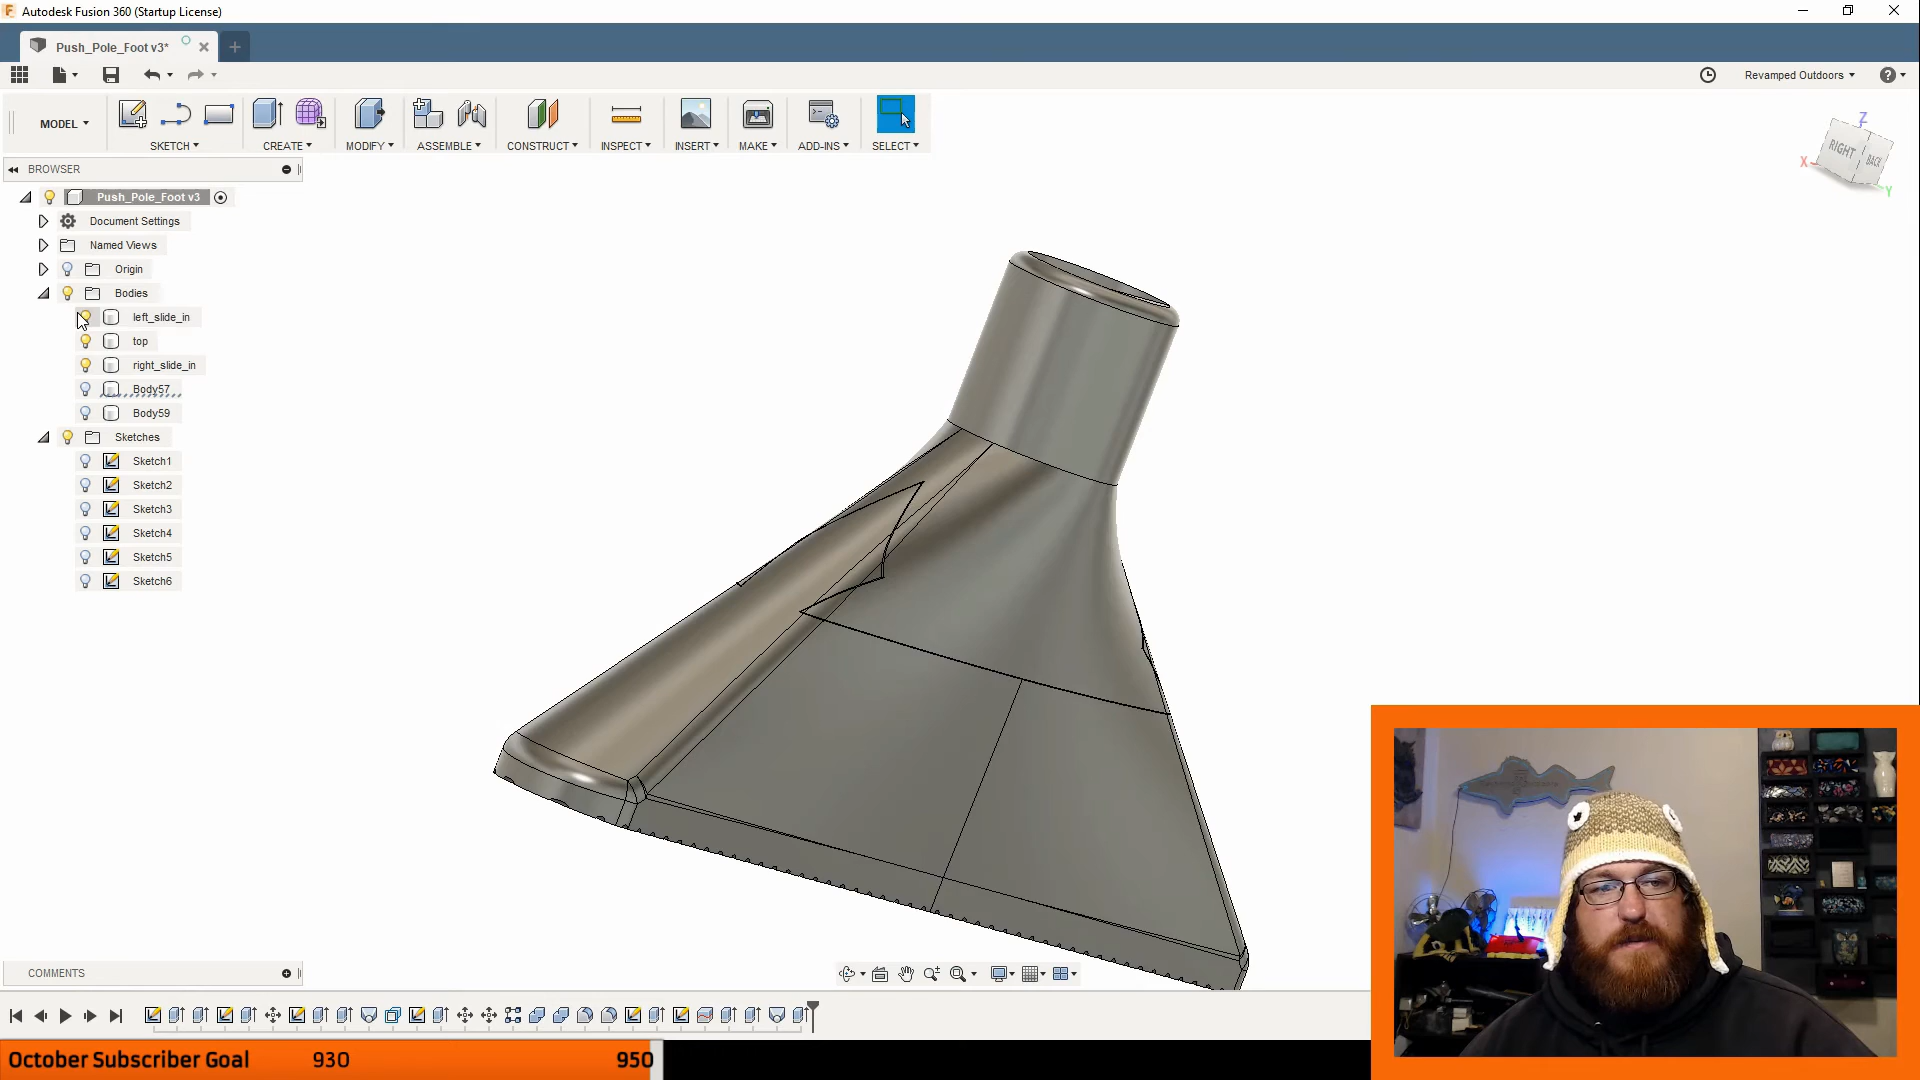 Autodesk Fusion 360 (Startup License)
Push_Pole_Foot v3*
Revamped Outdoors
MODEL
SKETCH
CREATE
MODIFY
ASSEMBLE
CONSTRUCT
INSPECT
INSERT
MAKE
ADD-INS
SELECT
Z
RIGHT
BACK
X
Y
BROWSER
Push_Pole_Foot v3
Document Settings
Named Views
Origin
Bodies
left_slide_in
top
right_slide_in
Body57
Body59
Sketches
Sketch1
Sketch2
Sketch3
Sketch4
Sketch5
Sketch6
COMMENTS
October Subscriber Goal 930 950